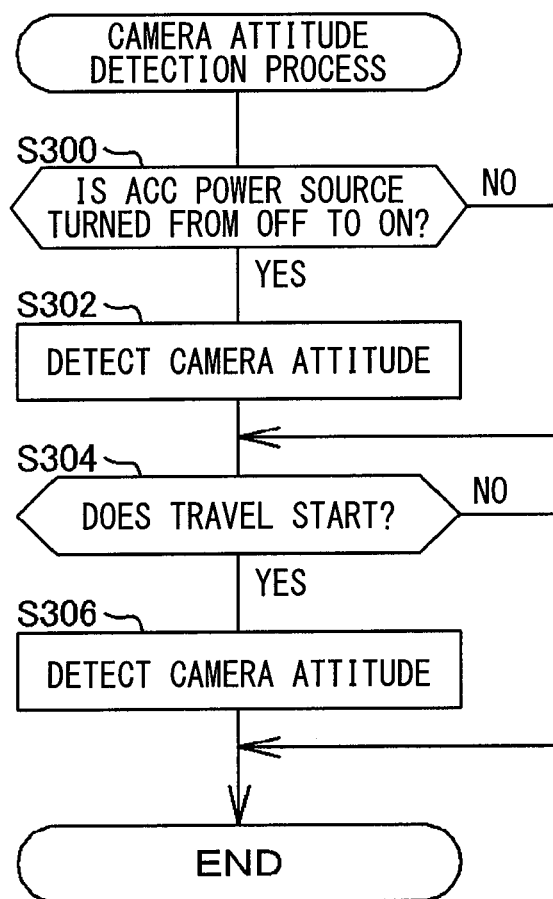 CAMERA ATTITUDE
DETECTION PROCESS
S300
IS ACC POWER SOURCE
TURNED FROM OFF TO ON?
NO
YES
S302
DETECT CAMERA ATTITUDE
S304
DOES TRAVEL START?
NO
YES
S306
DETECT CAMERA ATTITUDE
END